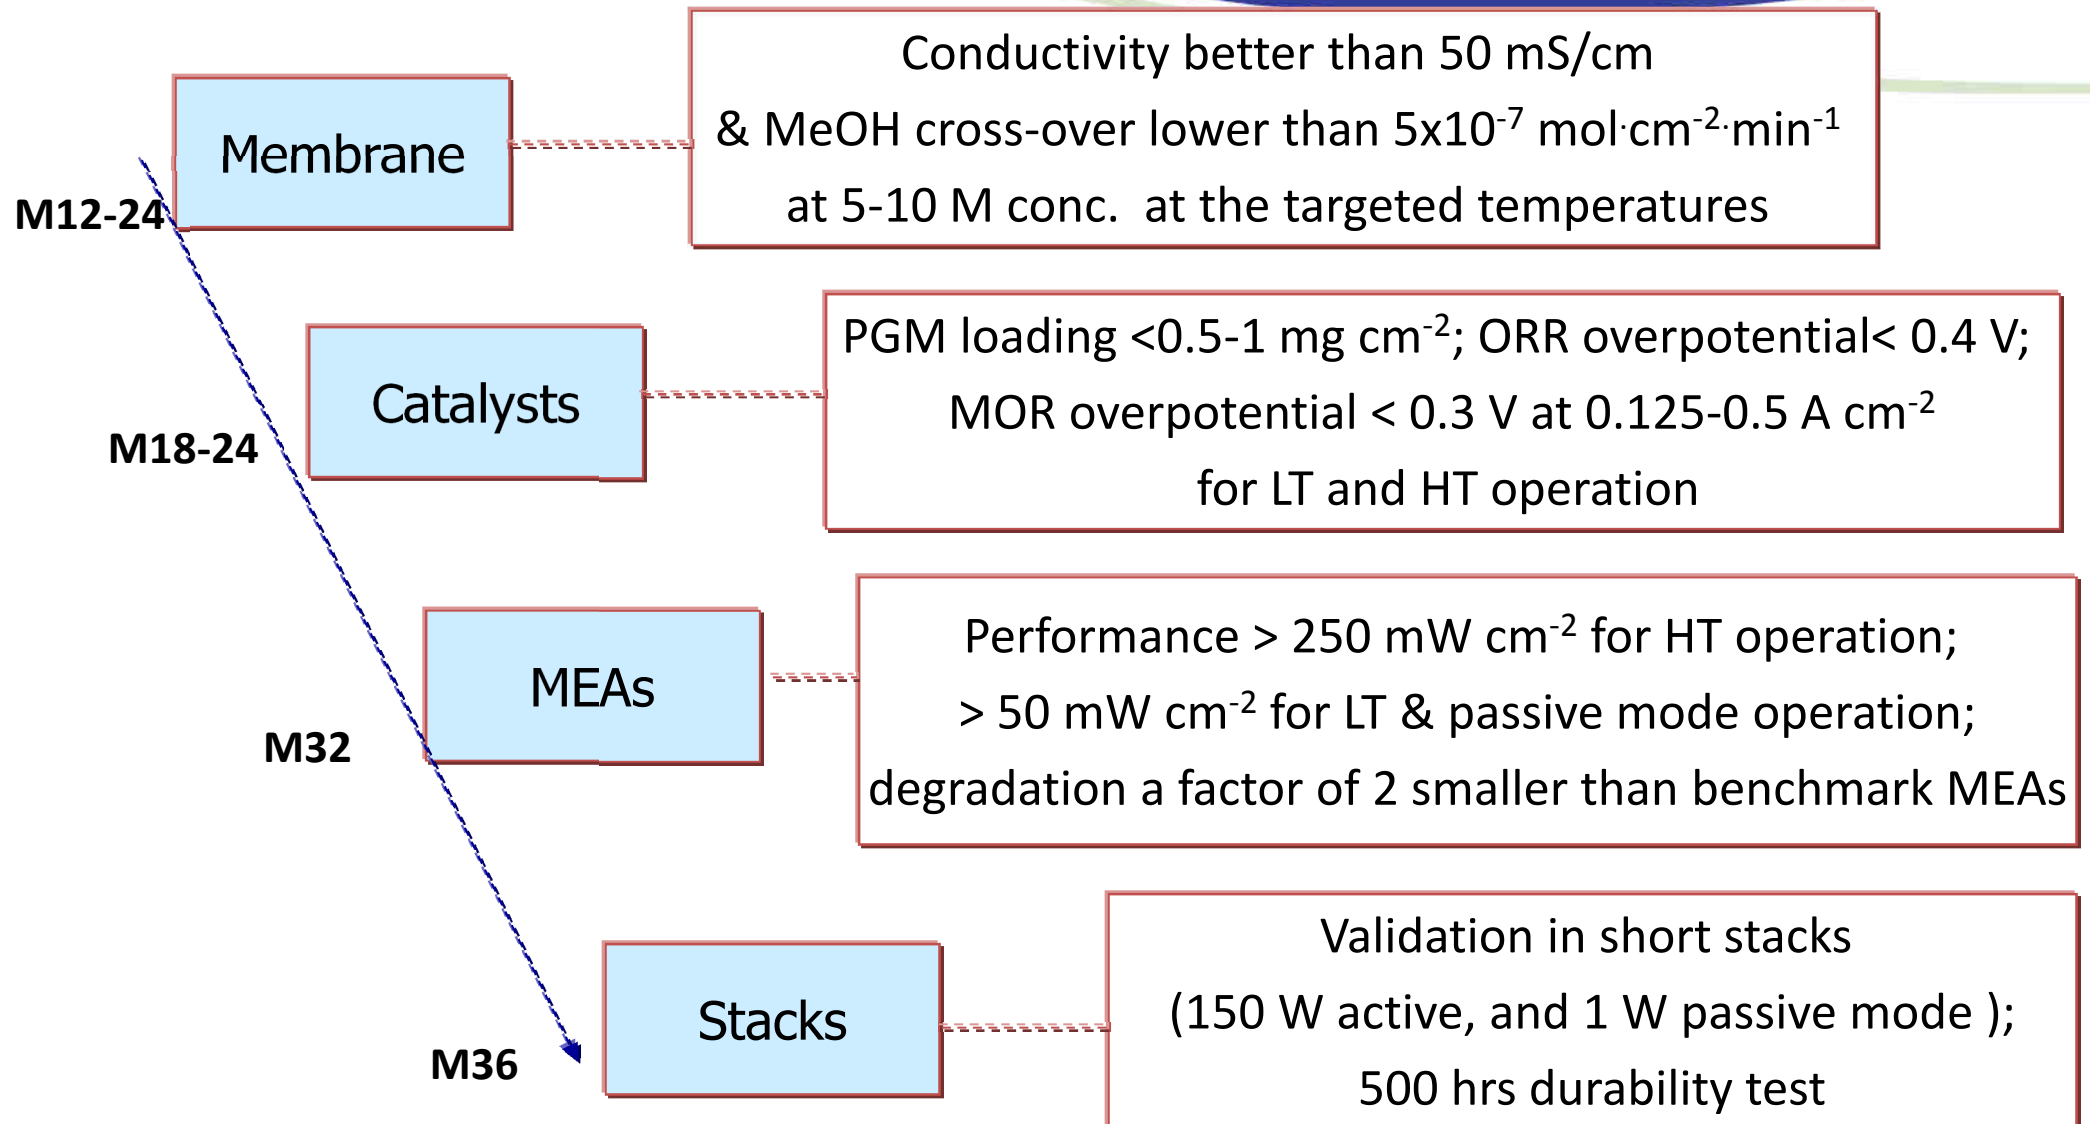 Conductivity better than 50 mS/cm
& MeOH cross-over lower than 5x10⁻⁷ mol·cm⁻²·min⁻¹
at 5-10 M conc. at the targeted temperatures
Membrane
M12-24
PGM loading <0.5-1 mg cm⁻²; ORR overpotential< 0.4 V;
MOR overpotential < 0.3 V at 0.125-0.5 A cm⁻²
for LT and HT operation
Catalysts
M18-24
Performance > 250 mW cm⁻² for HT operation;
> 50 mW cm⁻² for LT & passive mode operation;
degradation a factor of 2 smaller than benchmark MEAs
MEAs
M32
Validation in short stacks
(150 W active, and 1 W passive mode );
500 hrs durability test
Stacks
M36